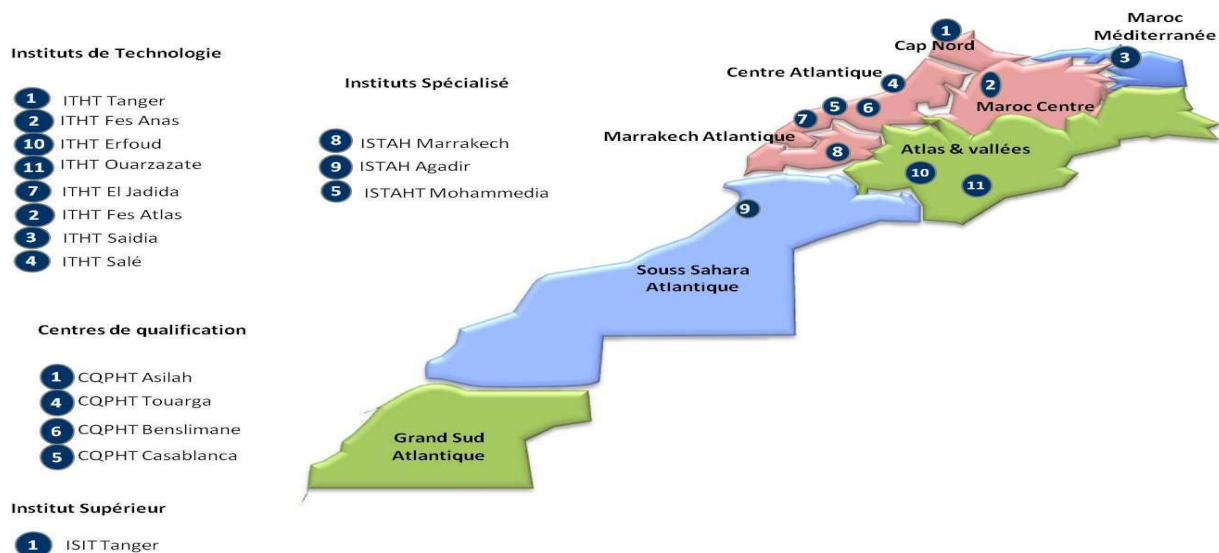 Instituts de Technologie
1 ITHT Tanger
2 ITHT Fes Anas
10 ITHT Erfoud
11 ITHT Ouarzazate
7 ITHT El Jadida
2 ITHT Fes Atlas
3 ITHT Saidia
4 ITHT Salé
Instituts Spécialisé
8 ISTAH Marrakech
9 ISTAH Agadir
5 ISTAHT Mohammedia
Centres de qualification
1 CQPHT Asilah
4 CQPHT Touarga
6 CQPHT Benslimane
5 CQPHT Casablanca
Institut Supérieur
1 ISIT Tanger
Maroc
Méditerranée
3
1
Cap Nord
Centre Atlantique
4
2
Maroc Centre
5
6
7
Marrakech Atlantique
8
Atlas & vallées
10
11
9
Souss Sahara
Atlantique
Grand Sud
Atlantique